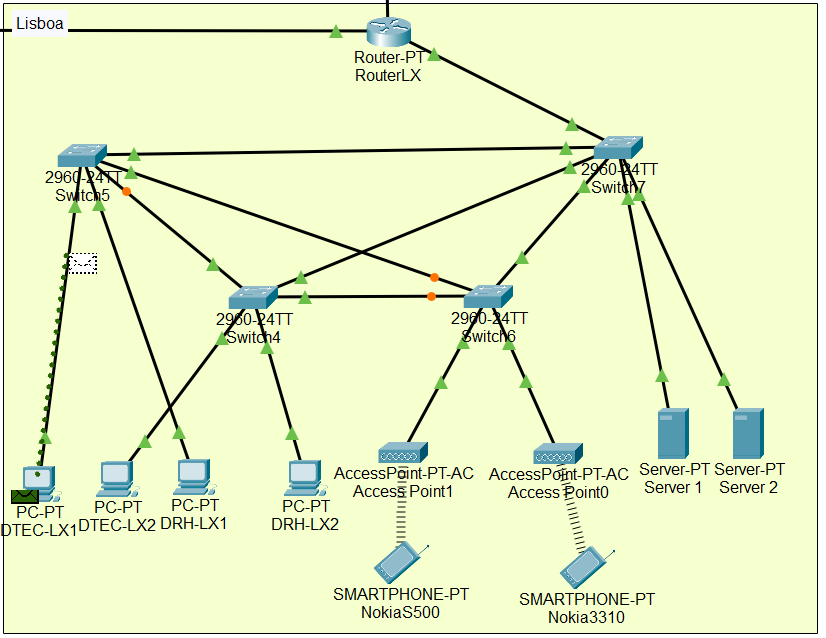 Lisboa
Router-PT
RouterLX
2960-24TT
Switch5
2960-24TT
Switch7
2960-24TT
Switch4
2960-24TT
Switch6
PC-PT
DTEC-LX1
PC-PT
DTEC-LX2
PC-PT
DRH-LX1
PC-PT
DRH-LX2
AccessPoint-PT-AC
Access Point1
AccessPoint-PT-AC
Access Point0
Server-PT
Server 1
Server-PT
Server 2
SMARTPHONE-PT
NokiaS500
SMARTPHONE-PT
Nokia3310